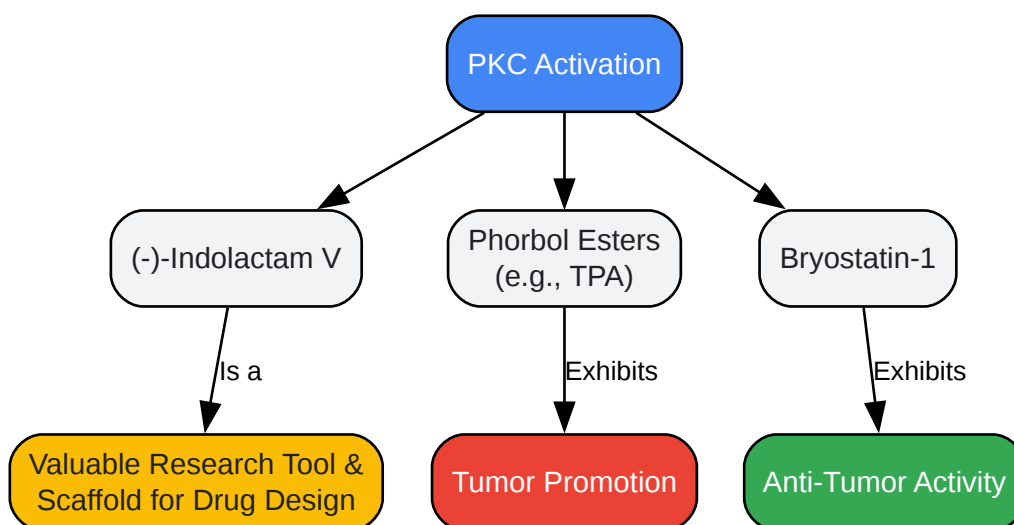 PKC Activation
(-)-Indolactam V
Phorbol Esters
(e.g., TPA)
Bryostatin-1
Is a
Exhibits
Exhibits
Valuable Research Tool &
Scaffold for Drug Design
Tumor Promotion
Anti-Tumor Activity